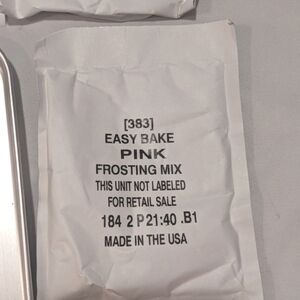 [383]
EASY BAKE
PINK
FROSTING MIX
THIS UNIT NOT LABELED
FOR RETAIL SALE
184 2 P 21:40 .B1
MADE IN THE USA